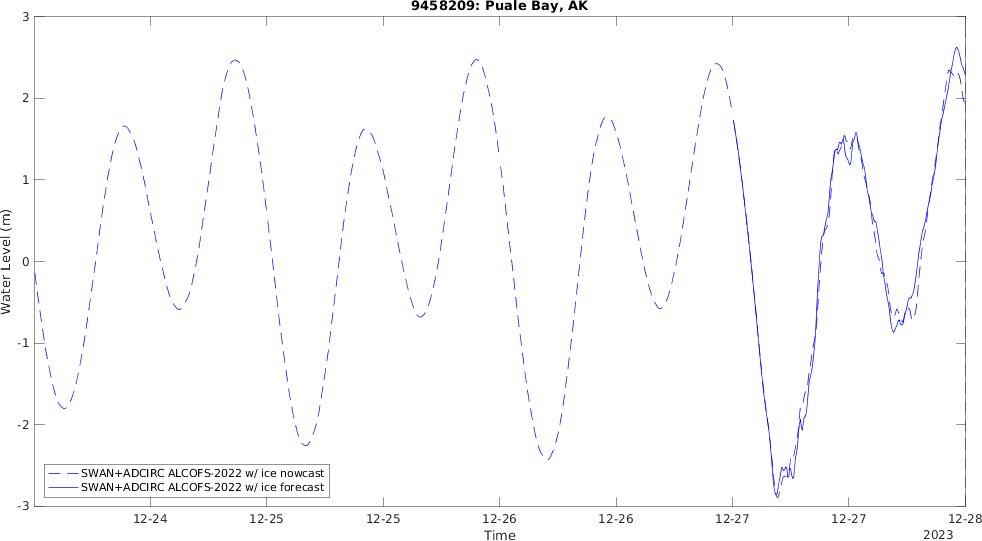 9458209: Puale Bay, AK
3
2
1
0
-1
-2
-3
Water Level (m)
SWAN+ADCIRC ALCOFS-2022 w/ ice nowcast
SWAN+ADCIRC ALCOFS-2022 w/ ice forecast
12-24 12-25 12-25 12-26 12-26 12-27 12-27 12-28
Time
2023